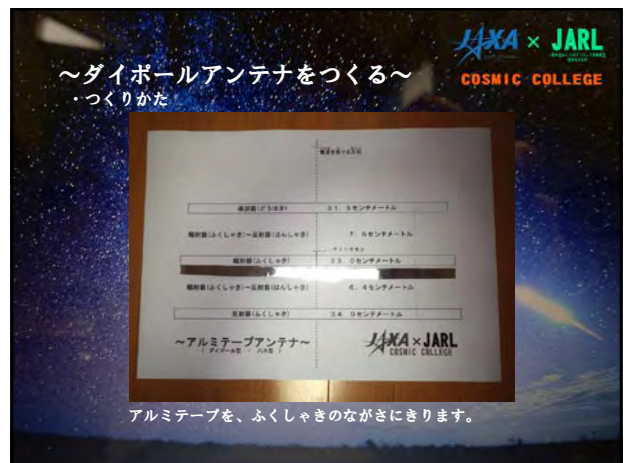 JAXA × JARL
COSMIC COLLEGE
～ダイポールアンテナをつくる～
・つくりかた
導波器(どうはき) 31.5センチメートル
輻射器(ふくしゃき)－反射器(はんしゃき) 7.5センチメートル
輻射器(ふくしゃき) 33.0センチメートル
輻射器(ふくしゃき)－反射器(はんしゃき) 6.4センチメートル
反射器(ふくしゃき) 34.0センチメートル
～アルミテープアンテナ～
JAXA×JARL
COSMIC COLLEGE
アルミテープを、ふくしゃきのながさにきります。